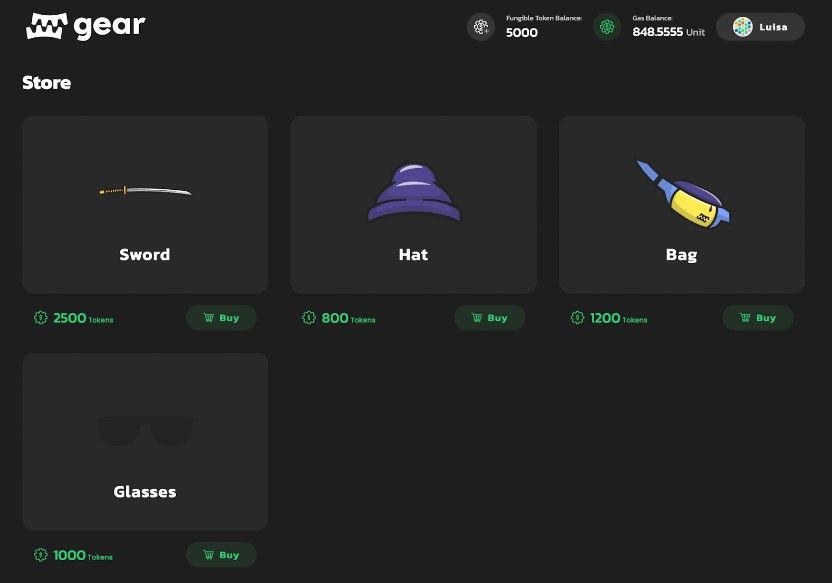 gear
Fungible Token Balance:
5000
Gas Balance:
848.5555 Unit
Luisa
Store
Sword
Hat
Bag
2500 Tokens
Buy
800 Tokens
Buy
1200 Tokens
Buy
Glasses
1000 Tokens
Buy